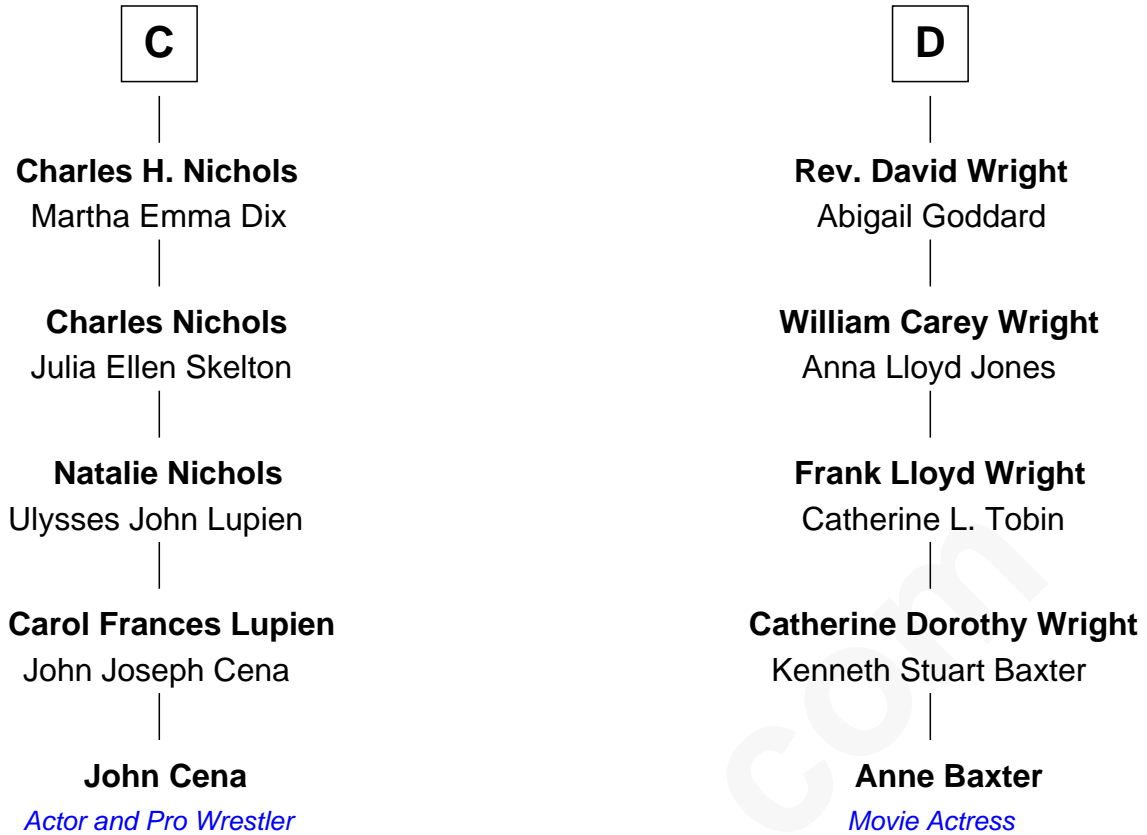 C
Charles H. Nichols
Martha Emma Dix
Charles Nichols
Julia Ellen Skelton
Natalie Nichols
Ulysses John Lupien
Carol Frances Lupien
John Joseph Cena
John Cena
Actor and Pro Wrestler
D
Rev. David Wright
Abigail Goddard
William Carey Wright
Anna Lloyd Jones
Frank Lloyd Wright
Catherine L. Tobin
Catherine Dorothy Wright
Kenneth Stuart Baxter
Anne Baxter
Movie Actress
com